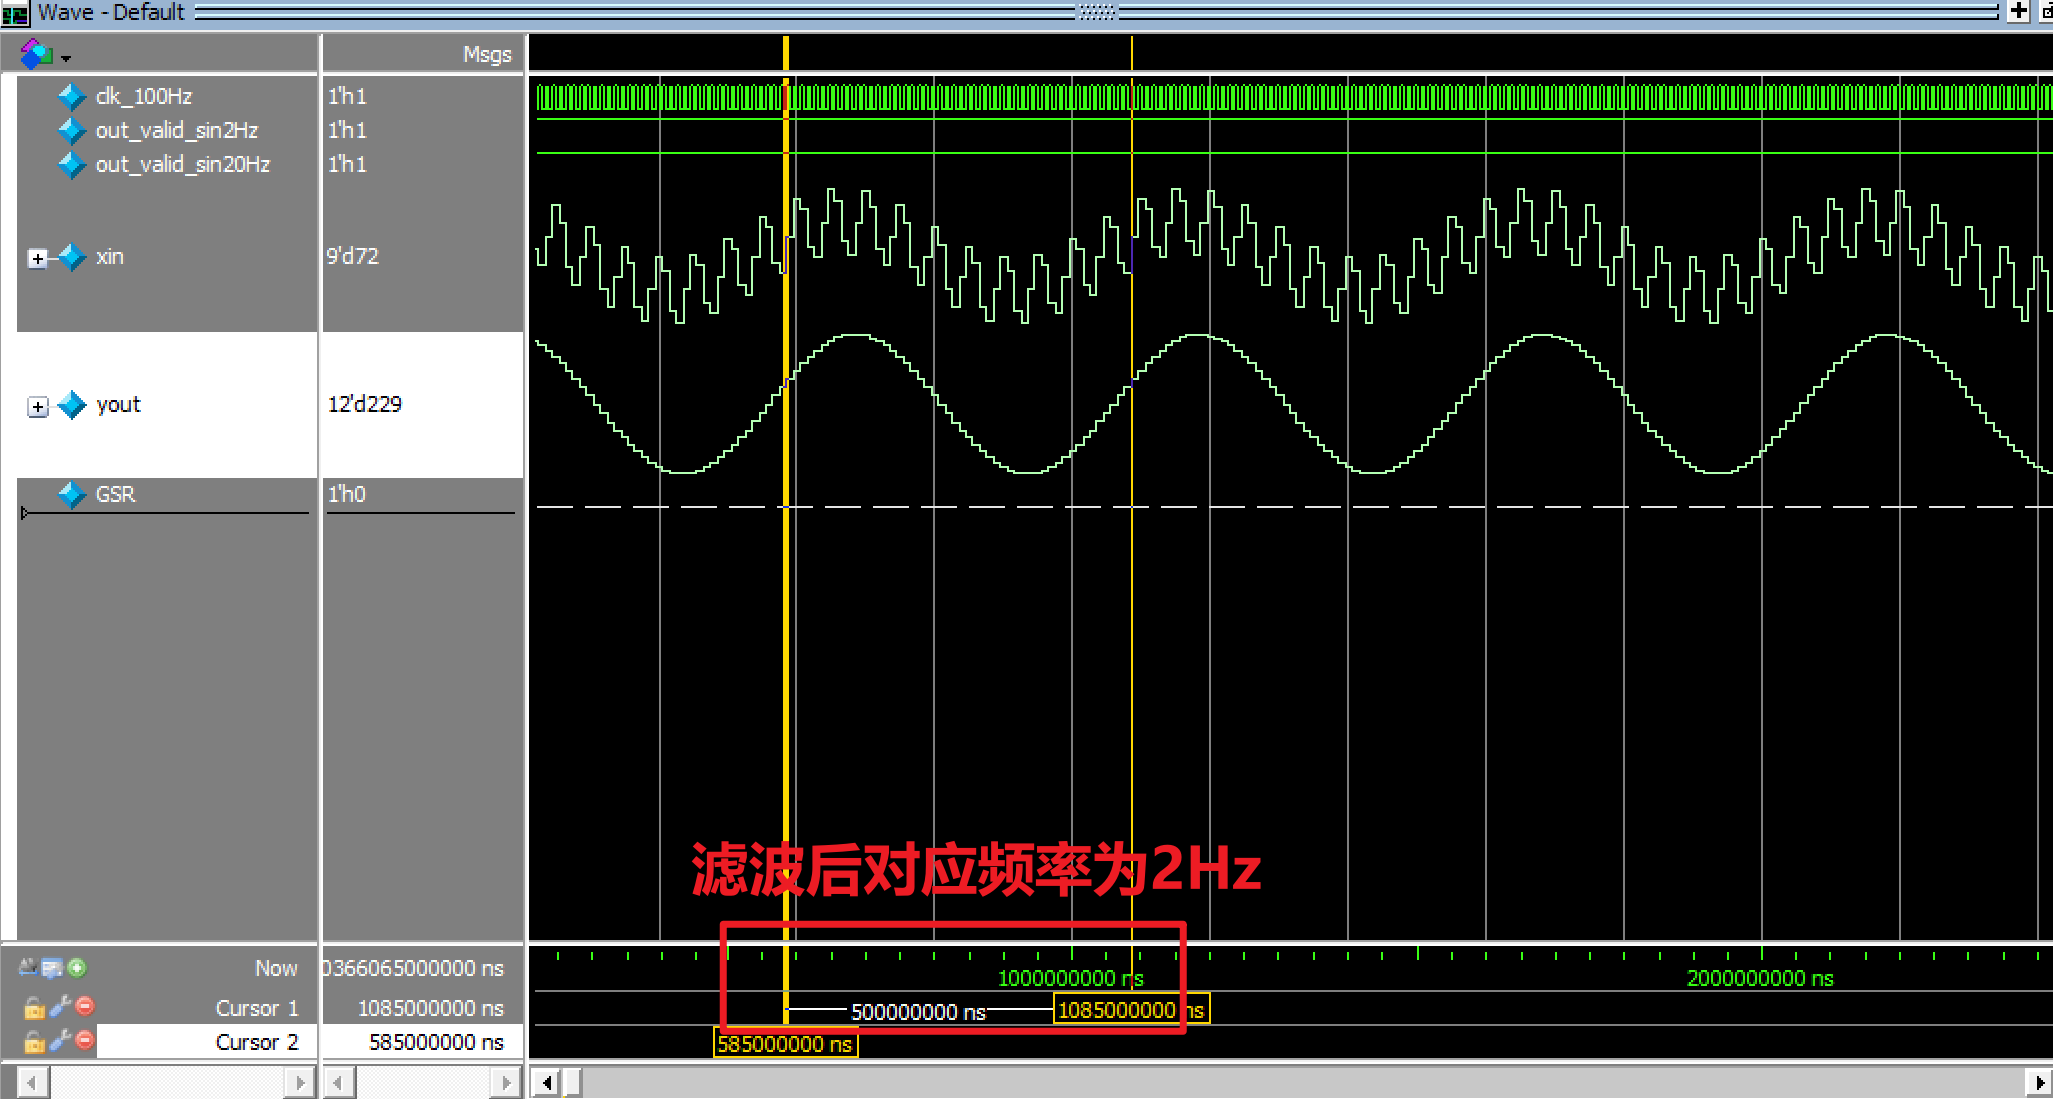 Wave - Default
Msgs
clk_100Hz 1'h1
out_valid_sin2Hz 1'h1
out_valid_sin20Hz 1'h1
xin 9'd72
yout 12'd229
GSR 1'h0
滤波后对应频率为2Hz
Now 0366065000000 ns 1000000000 ns 2000000000 ns
Cursor 1 1085000000 ns 500000000 ns 1085000000 ns
Cursor 2 585000000 ns 585000000 ns